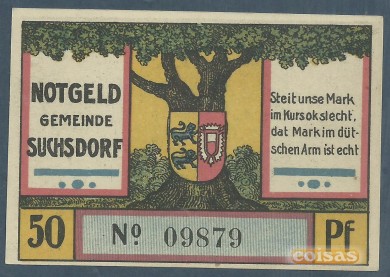 NOTGELD
GEMEINDE
SUCHSDORF
Steit unse Mark
im Kurs ok slecht,
dat Mark im düt-
schen Arm ist echt
50
Nº 09879
Pf
coisas